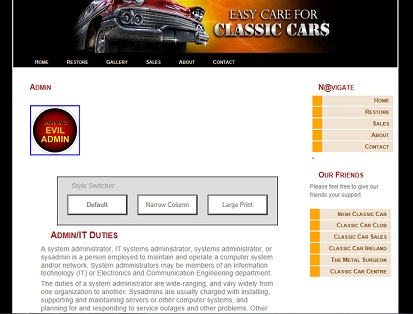 EASY CARE FOR
CLASSIC CARS
HOME RESTORE GALLERY SALES ABOUT CONTACT
ADMIN
EVIL
ADMIN
Style Switcher
Default Narrow Column Large Print
ADMIN/IT DUTIES
A system administrator, IT systems administrator, systems administrator, or
sysadmin is a person employed to maintain and operate a computer system
and/or network. System administrators may be members of an information
technology (IT) or Electronics and Communication Engineering department.
The duties of a system administrator are wide-ranging, and vary widely from
one organization to another. Sysadmins are usually charged with installing,
supporting and maintaining servers or other computer systems, and
planning for and responding to service outages and other problems. Other
N@VIGATE
HOME
RESTORE
SALES
ABOUT
CONTACT
<
OUR FRIENDS
Please feel free to give our
friends your support
IRISH CLASSIC CAR
CLASSIC CAR CLUB
CLASSIC CAR SALES
CLASSIC CAR IRELAND
THE METAL SURGEON
CLASSIC CAR CENTRE